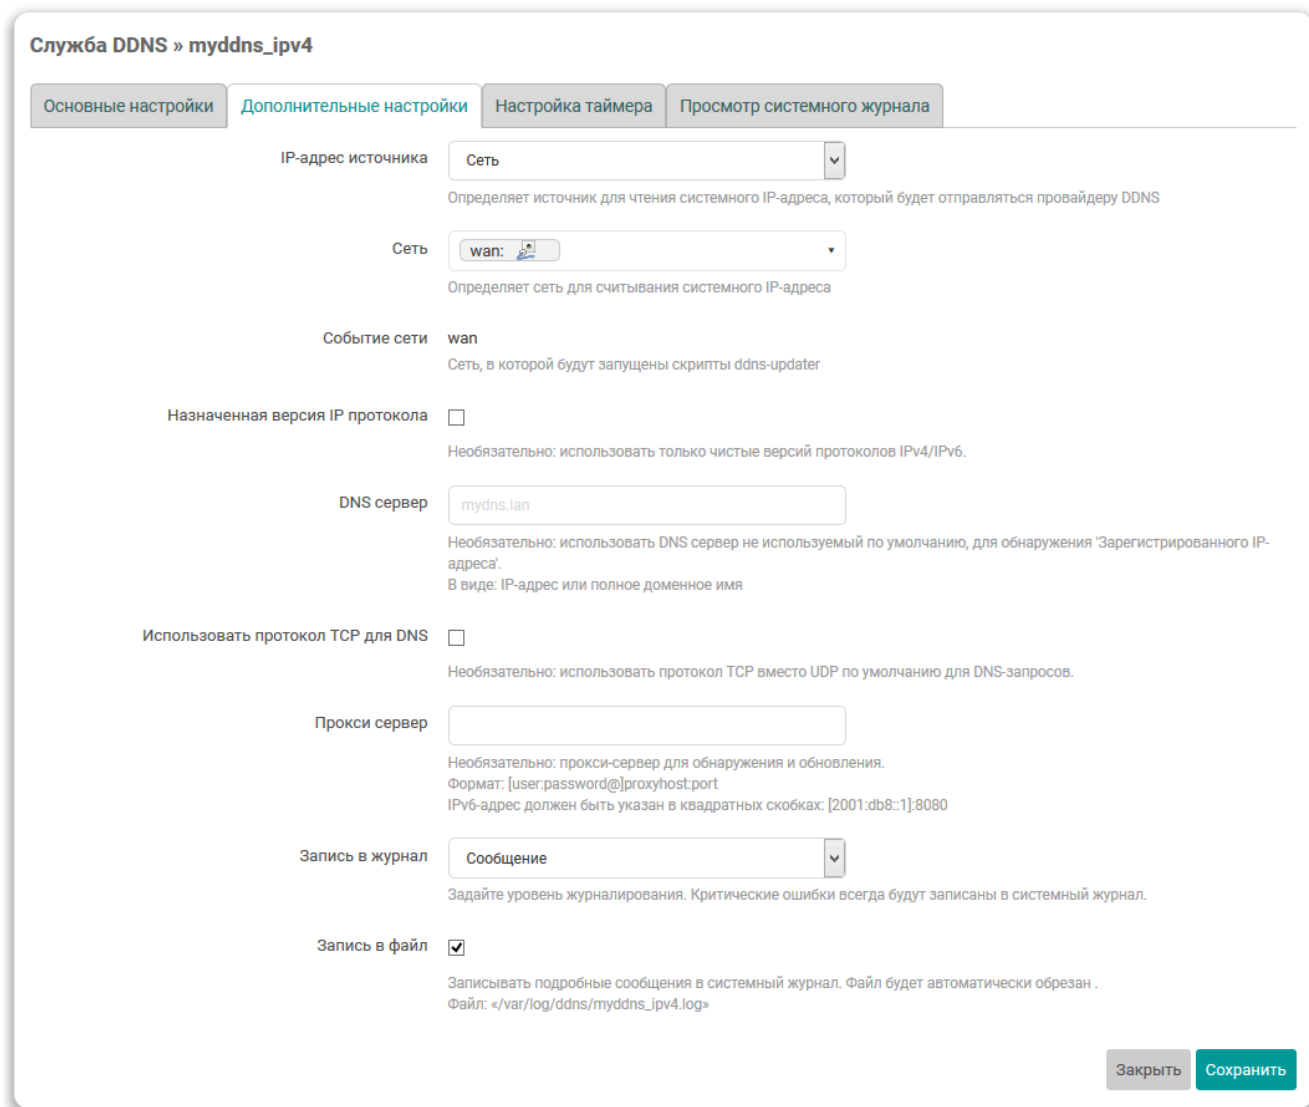 Служба DDNS » myddns_ipv4
Основные настройки
Дополнительные настройки
Настройка таймера
Просмотр системного журнала
IP-адрес источника
Сеть
Определяет источник для чтения системного IP-адреса, который будет отправляться провайдеру DDNS
Сеть
wan:
Определяет сеть для считывания системного IP-адреса
Событие сети
wan
Сеть, в которой будут запущены скрипты ddns-updater
Назначенная версия IP протокола
Необязательно: использовать только чистые версий протоколов IPv4/IPv6.
DNS сервер
mydns.lan
Необязательно: использовать DNS сервер не используемый по умолчанию, для обнаружения 'Зарегистрированного IP-
адреса'.
В виде: IP-адрес или полное доменное имя
Использовать протокол TCP для DNS
Необязательно: использовать протокол TCP вместо UDP по умолчанию для DNS-запросов.
Прокси сервер
Необязательно: прокси-сервер для обнаружения и обновления.
Формат: [user:password@]proxyhost:port
IPv6-адрес должен быть указан в квадратных скобках: [2001:db8::1]:8080
Запись в журнал
Сообщение
Задайте уровень журналирования. Критические ошибки всегда будут записаны в системный журнал.
Запись в файл
Записывать подробные сообщения в системный журнал. Файл будет автоматически обрезан .
Файл: «/var/log/ddns/myddns_ipv4.log»
Закрыть
Сохранить